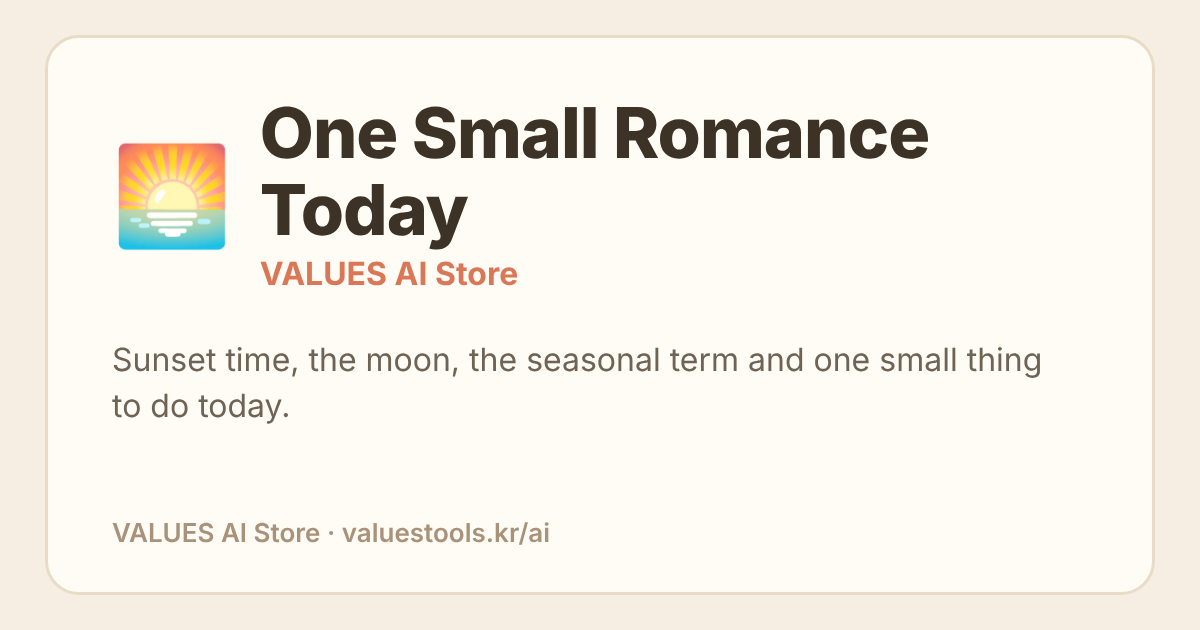 One Small Romance
Today
VALUES AI Store
Sunset time, the moon, the seasonal term and one small thing
to do today.
VALUES AI Store · valuestools.kr/ai